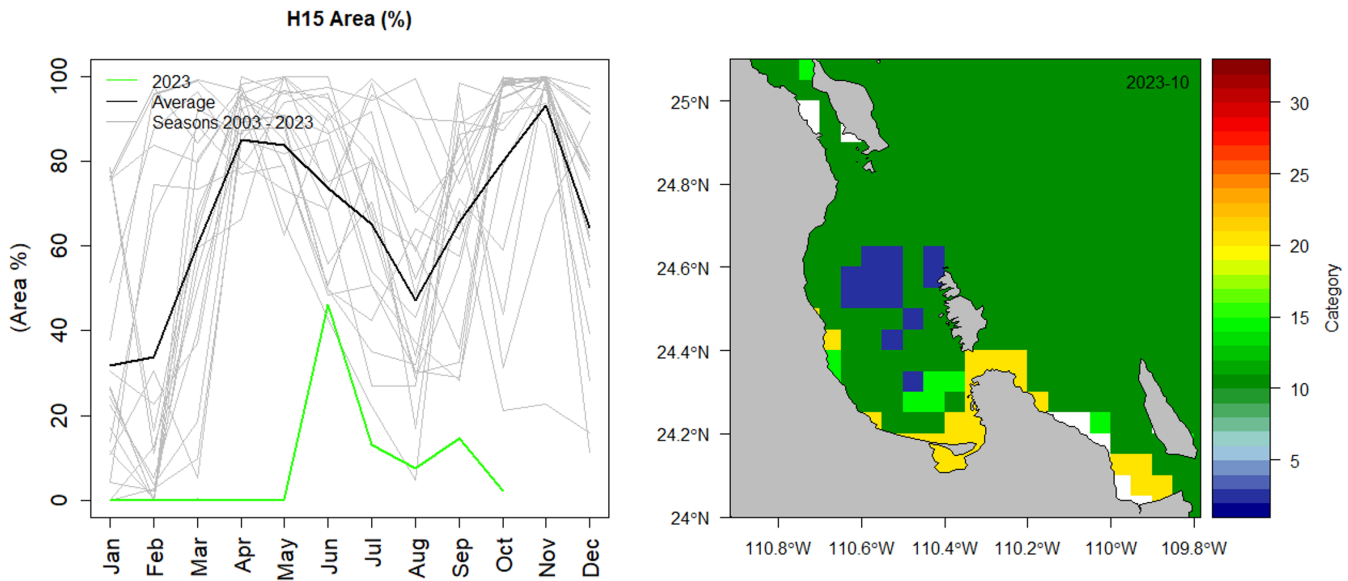 H15 Area (%)
2023
Average
Seasons 2003 - 2023
(Area %)
100
80
60
40
20
0
Jan
Feb
Mar
Apr
May
Jun
Jul
Aug
Sep
Oct
Nov
Dec
2023-10
25°N
24.8°N
24.6°N
24.4°N
24.2°N
24°N
110.8°W
110.6°W
110.4°W
110.2°W
110°W
109.8°W
30
25
20
15
10
5
Category